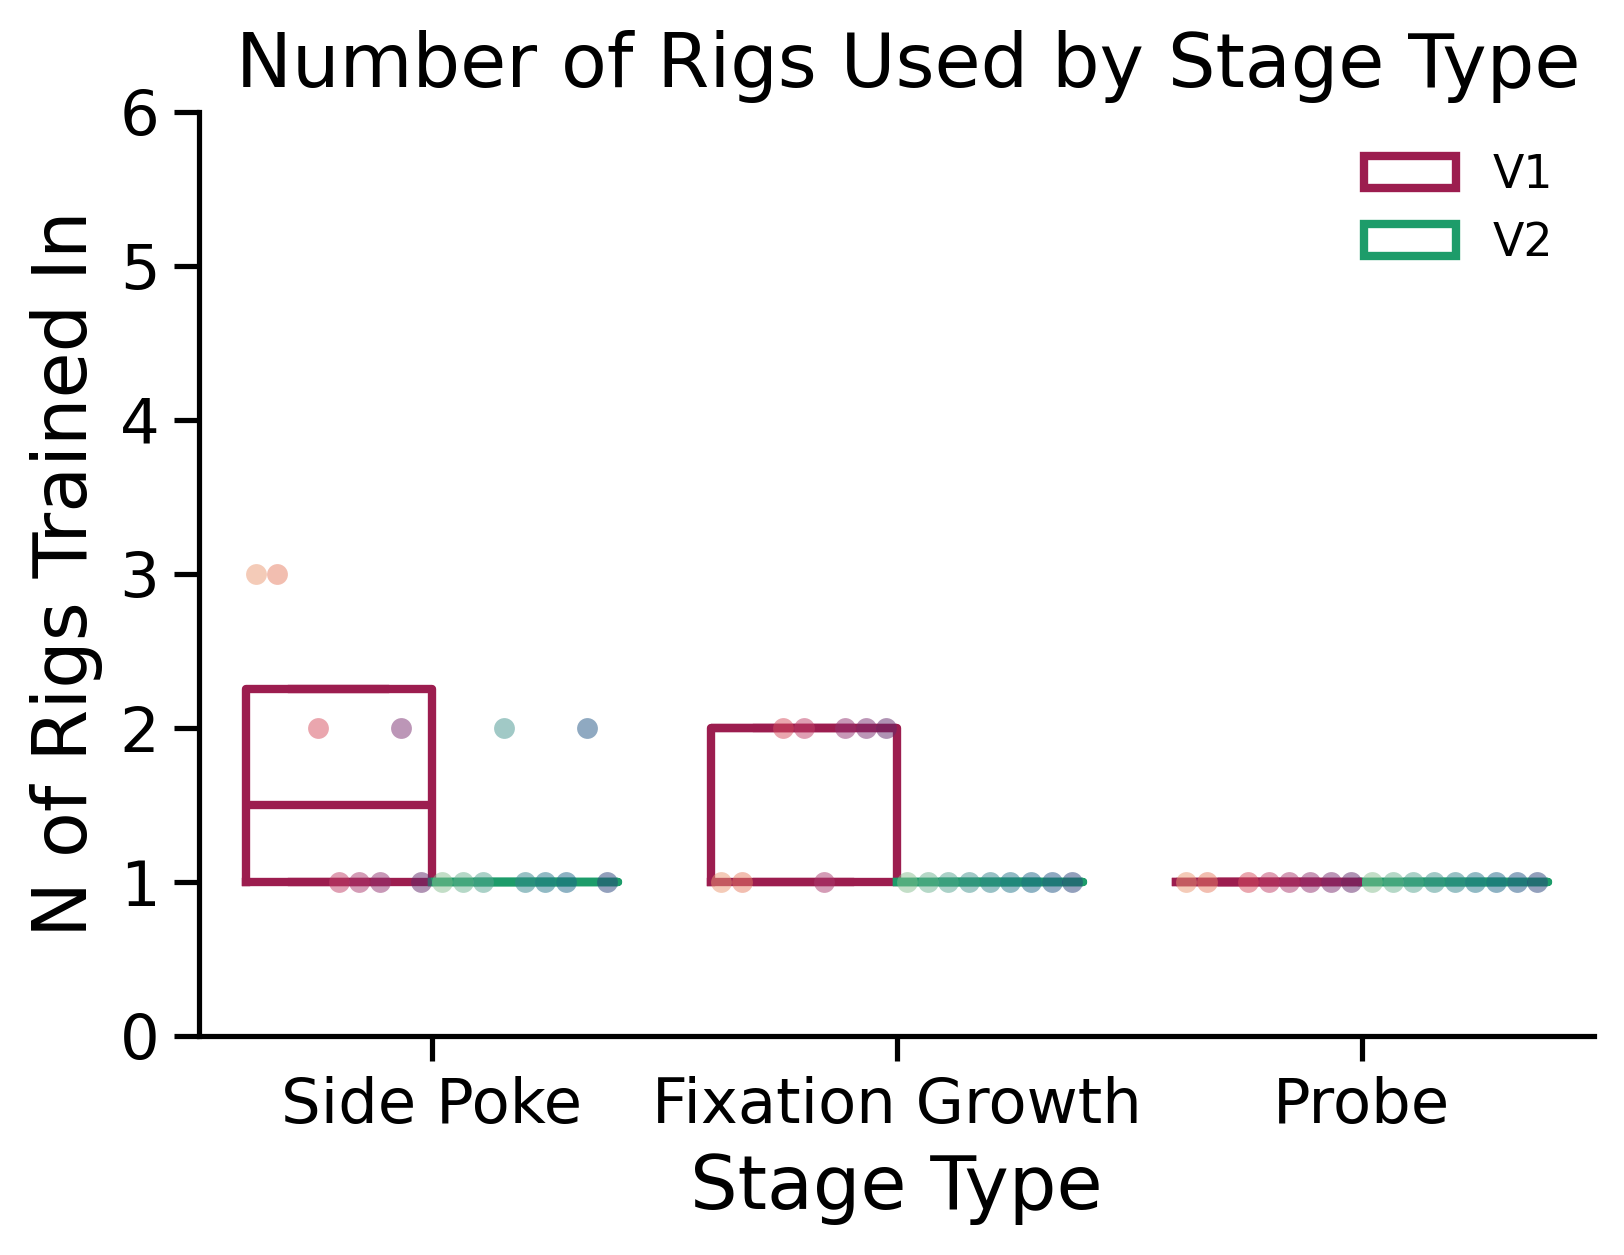 Number of Rigs Used by Stage Type
V1
V2
N of Rigs Trained In
6
5
4
3
2
1
0
Side Poke
Fixation Growth
Probe
Stage Type